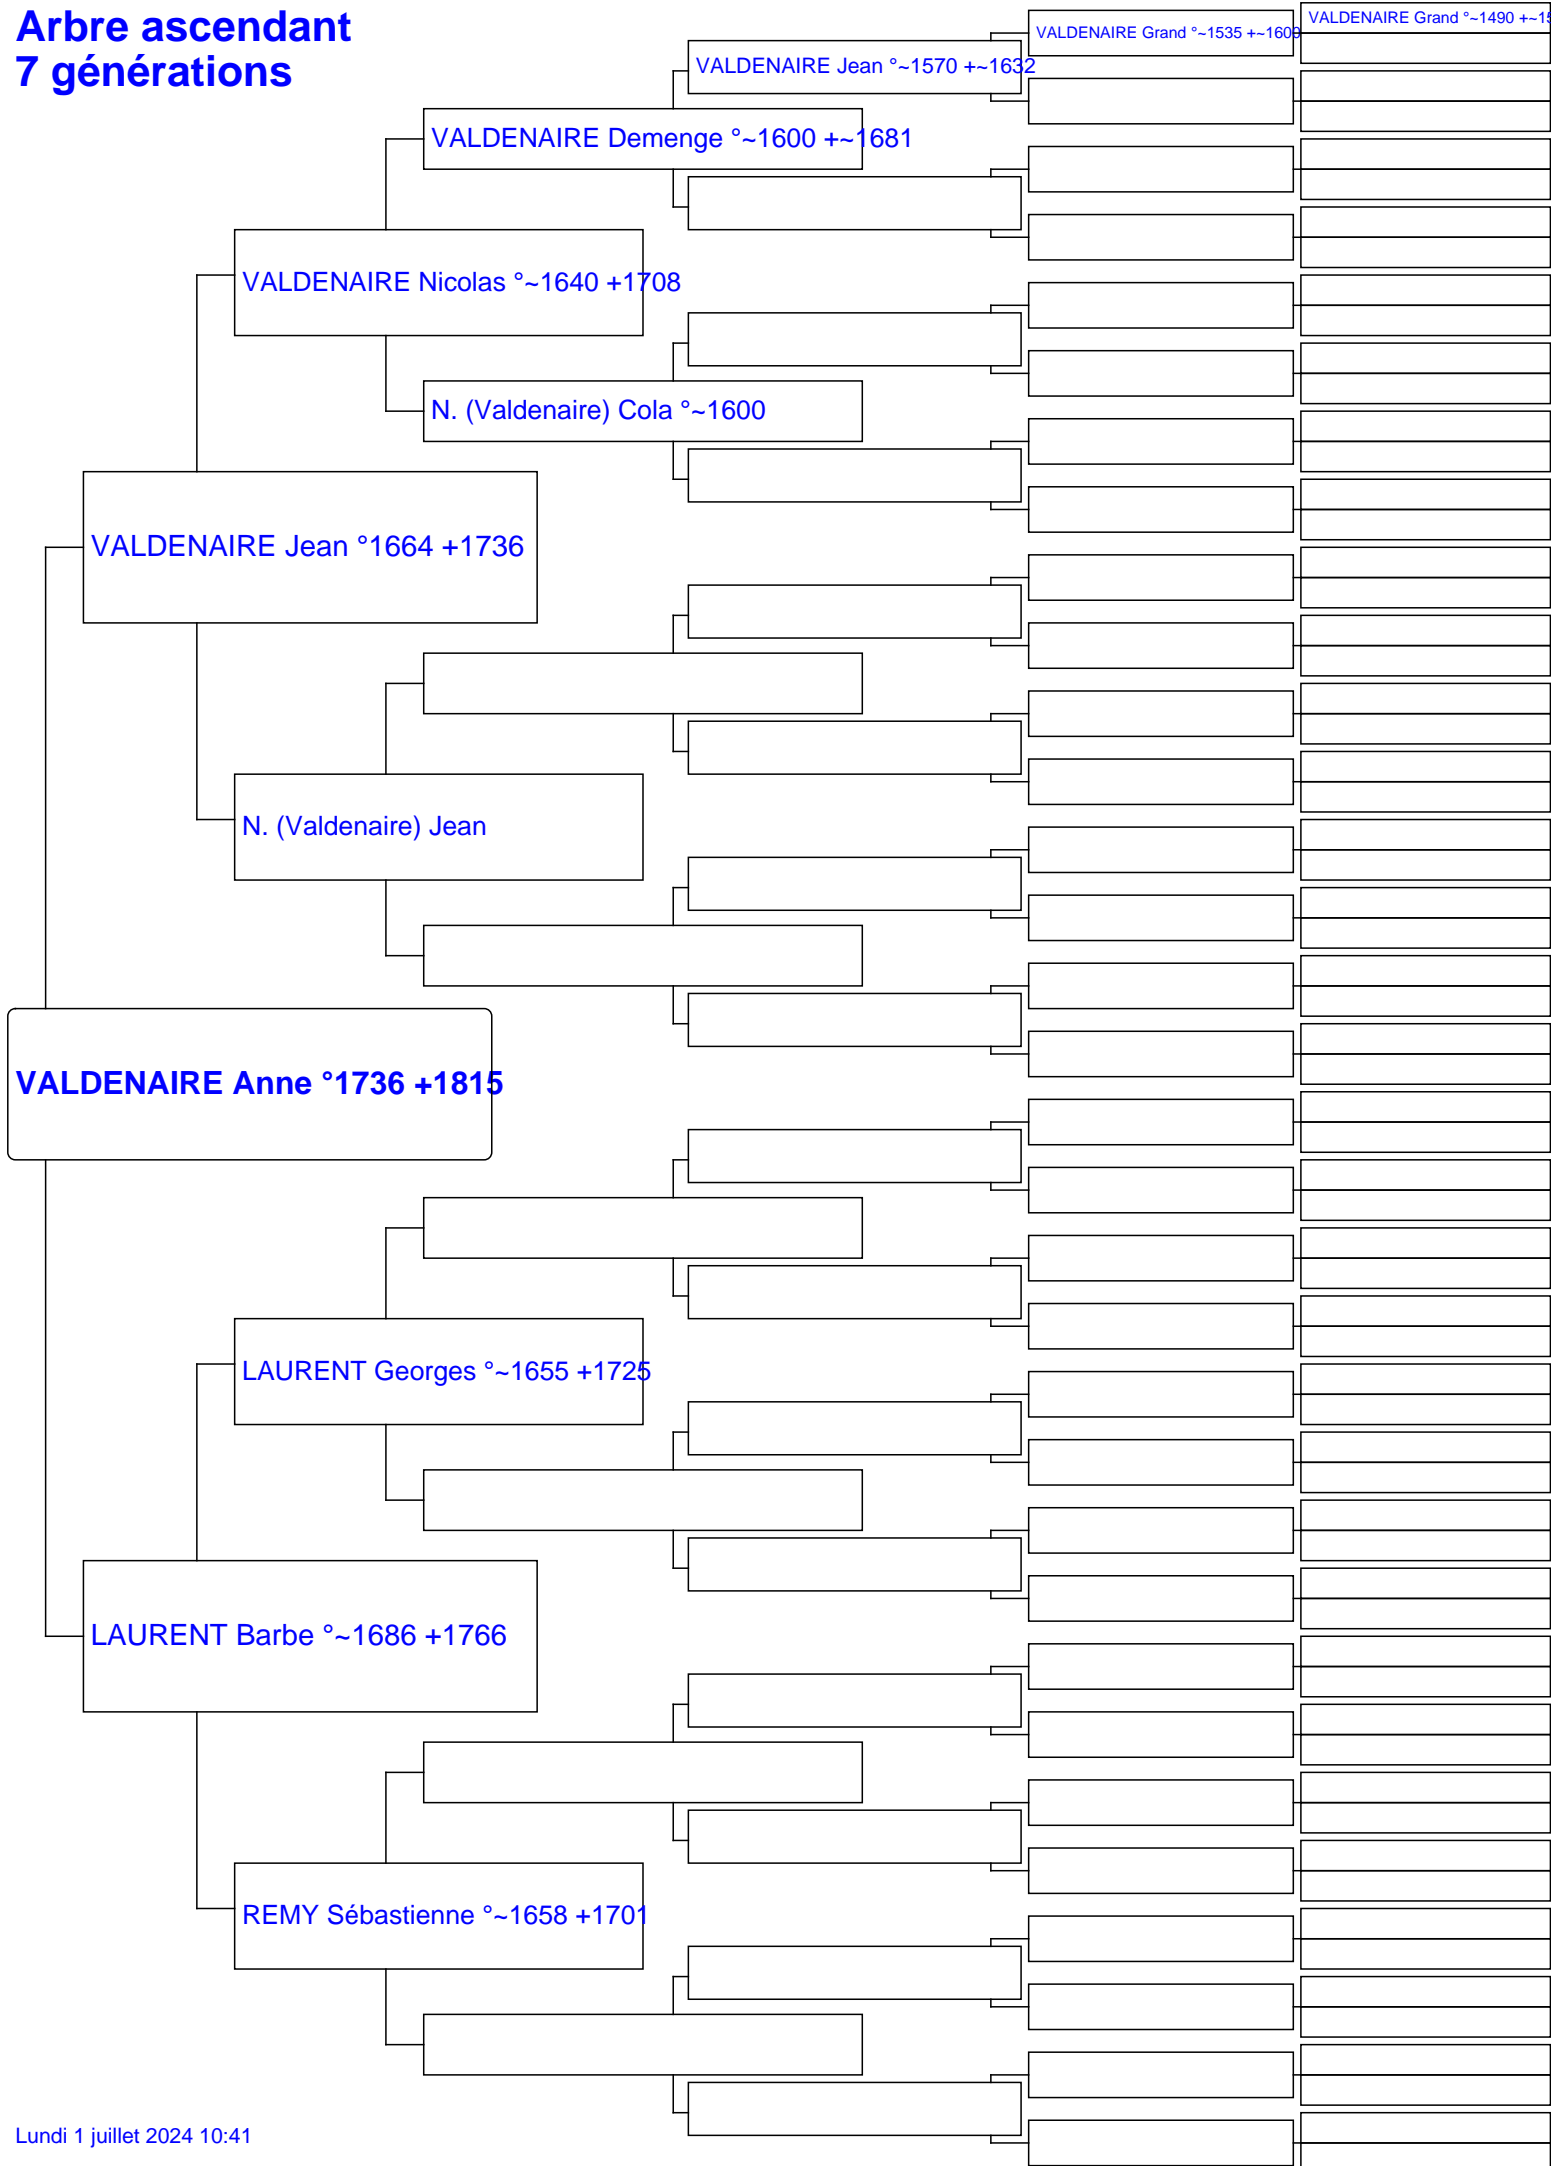 Arbre ascendant
7 générations
VALDENAIRE Grand °~1535 +~1600
VALDENAIRE Grand °~1490 +~15
VALDENAIRE Jean °~1570 +~1632
VALDENAIRE Demenge °~1600 +~1681
VALDENAIRE Nicolas °~1640 +1708
N. (Valdenaire) Cola °~1600
VALDENAIRE Jean °1664 +1736
N. (Valdenaire) Jean
VALDENAIRE Anne °1736 +1815
LAURENT Georges °~1655 +1725
LAURENT Barbe °~1686 +1766
REMY Sébastienne °~1658 +1701
Lundi 1 juillet 2024 10:41